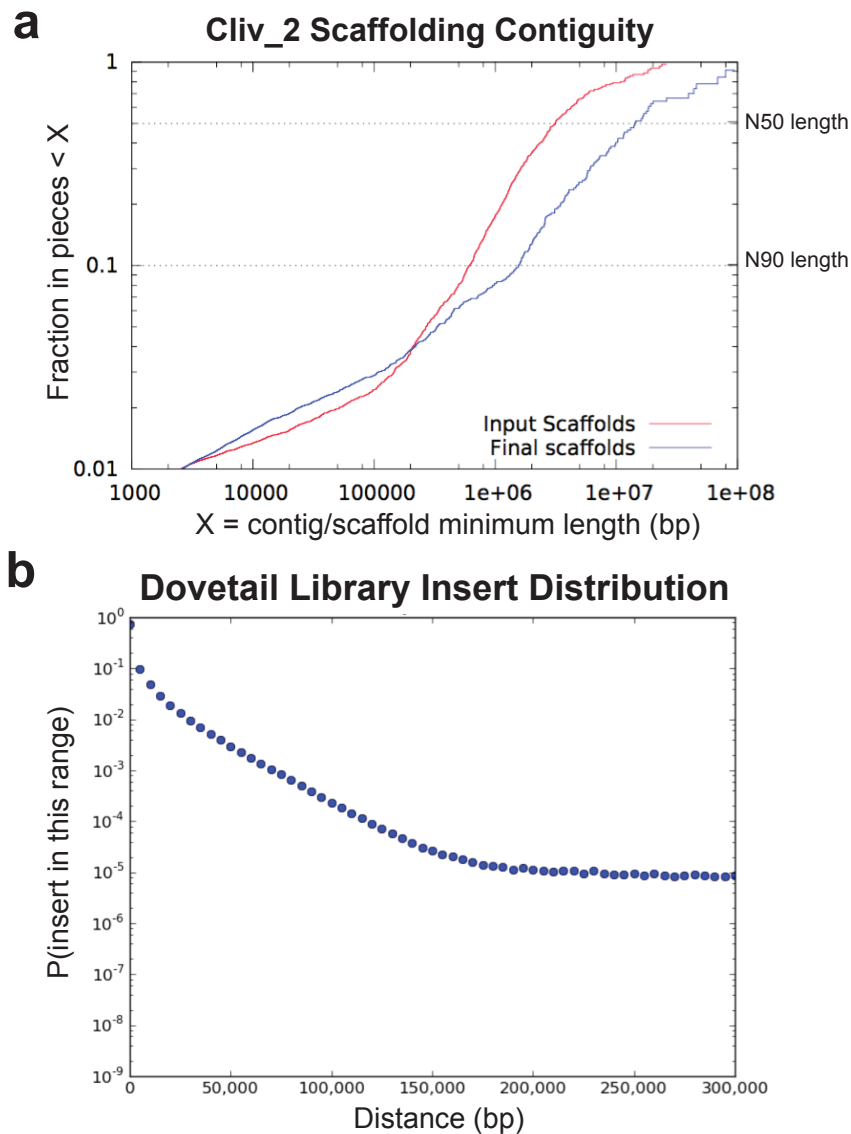 a
Cliv_2 Scaffolding Contiguity
1
N50 length
Fraction in pieces < X
0.1
N90 length
Input Scaffolds
Final scaffolds
0.01
1000 10000 100000 1e+06 1e+07 1e+08
X = contig/scaffold minimum length (bp)
b
Dovetail Library Insert Distribution
10^0
10^-1
10^-2
10^-3
10^-4
10^-5
10^-6
10^-7
10^-8
10^-9
P(insert in this range)
0 50,000 100,000 150,000 200,000 250,000 300,000
Distance (bp)